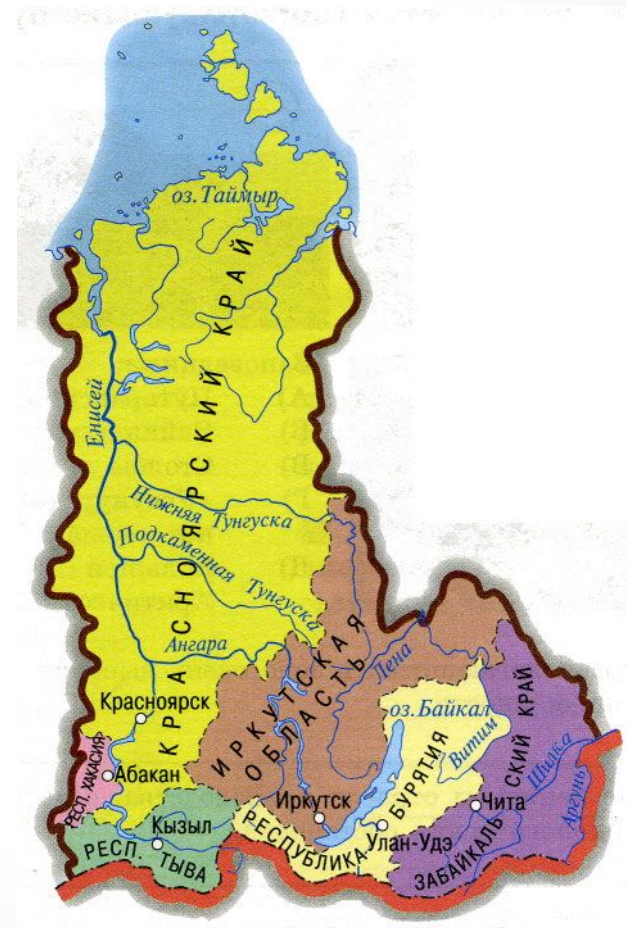 оз. Таймыр
КРАСНОЯРСКИЙ КРАЙ
Енисей
Нижняя Тунгуска
Подкаменная Тунгуска
Ангара
ИРКУТСКАЯ
ОБЛАСТЬ
Лена
Красноярск
оз. Байкал
Витим
ЗАБАЙКАЛЬСКИЙ КРАЙ
Шилка
Аргунь
РЕСП. ХАКАСИЯ
Абакан
Иркутск
РЕСПУБЛИКА БУРЯТИЯ
Чита
Кызыл
Улан-Удэ
РЕСП. ТЫВА